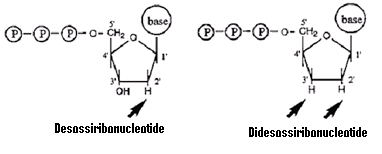 base base
P P P O CH₂ O P P P O CH₂ O
5' 5'
4' 1' 4' 1'
3' 2' 3' 2'
OH H H H
Desossiribonucleotide Didesossiribonucleotide